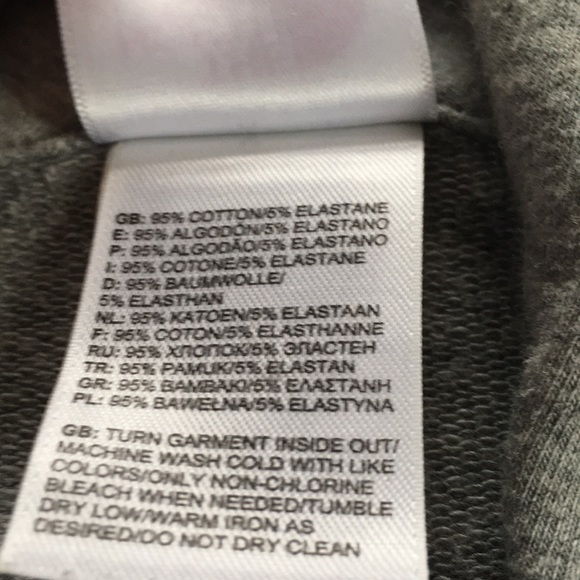 GB: 95% COTTON/5% ELASTANE
E: 95% ALGODÓN/5% ELASTANO
P: 95% ALGODÃO/5% ELASTANO
I: 95% COTONE/5% ELASTANE
D: 95% BAUMWOLLE/
5% ELASTHAN
NL: 95% KATOEN/5% ELASTAAN
F: 95% COTON/5% ELASTHANNE
RU: 95% ХЛОПОК/5% ЭЛАСТЕН
TR: 95% PAMUK/5% ELASTAN
GR: 95% ΒΑΜΒΑΚΙ/5% ΕΛΑΣΤΑΝΗ
PL: 95% BAWEŁNA/5% ELASTYNA
GB: TURN GARMENT INSIDE OUT/
MACHINE WASH COLD WITH LIKE
COLORS/ONLY NON-CHLORINE
BLEACH WHEN NEEDED/TUMBLE
DRY LOW/WARM IRON AS
DESIRED/DO NOT DRY CLEAN